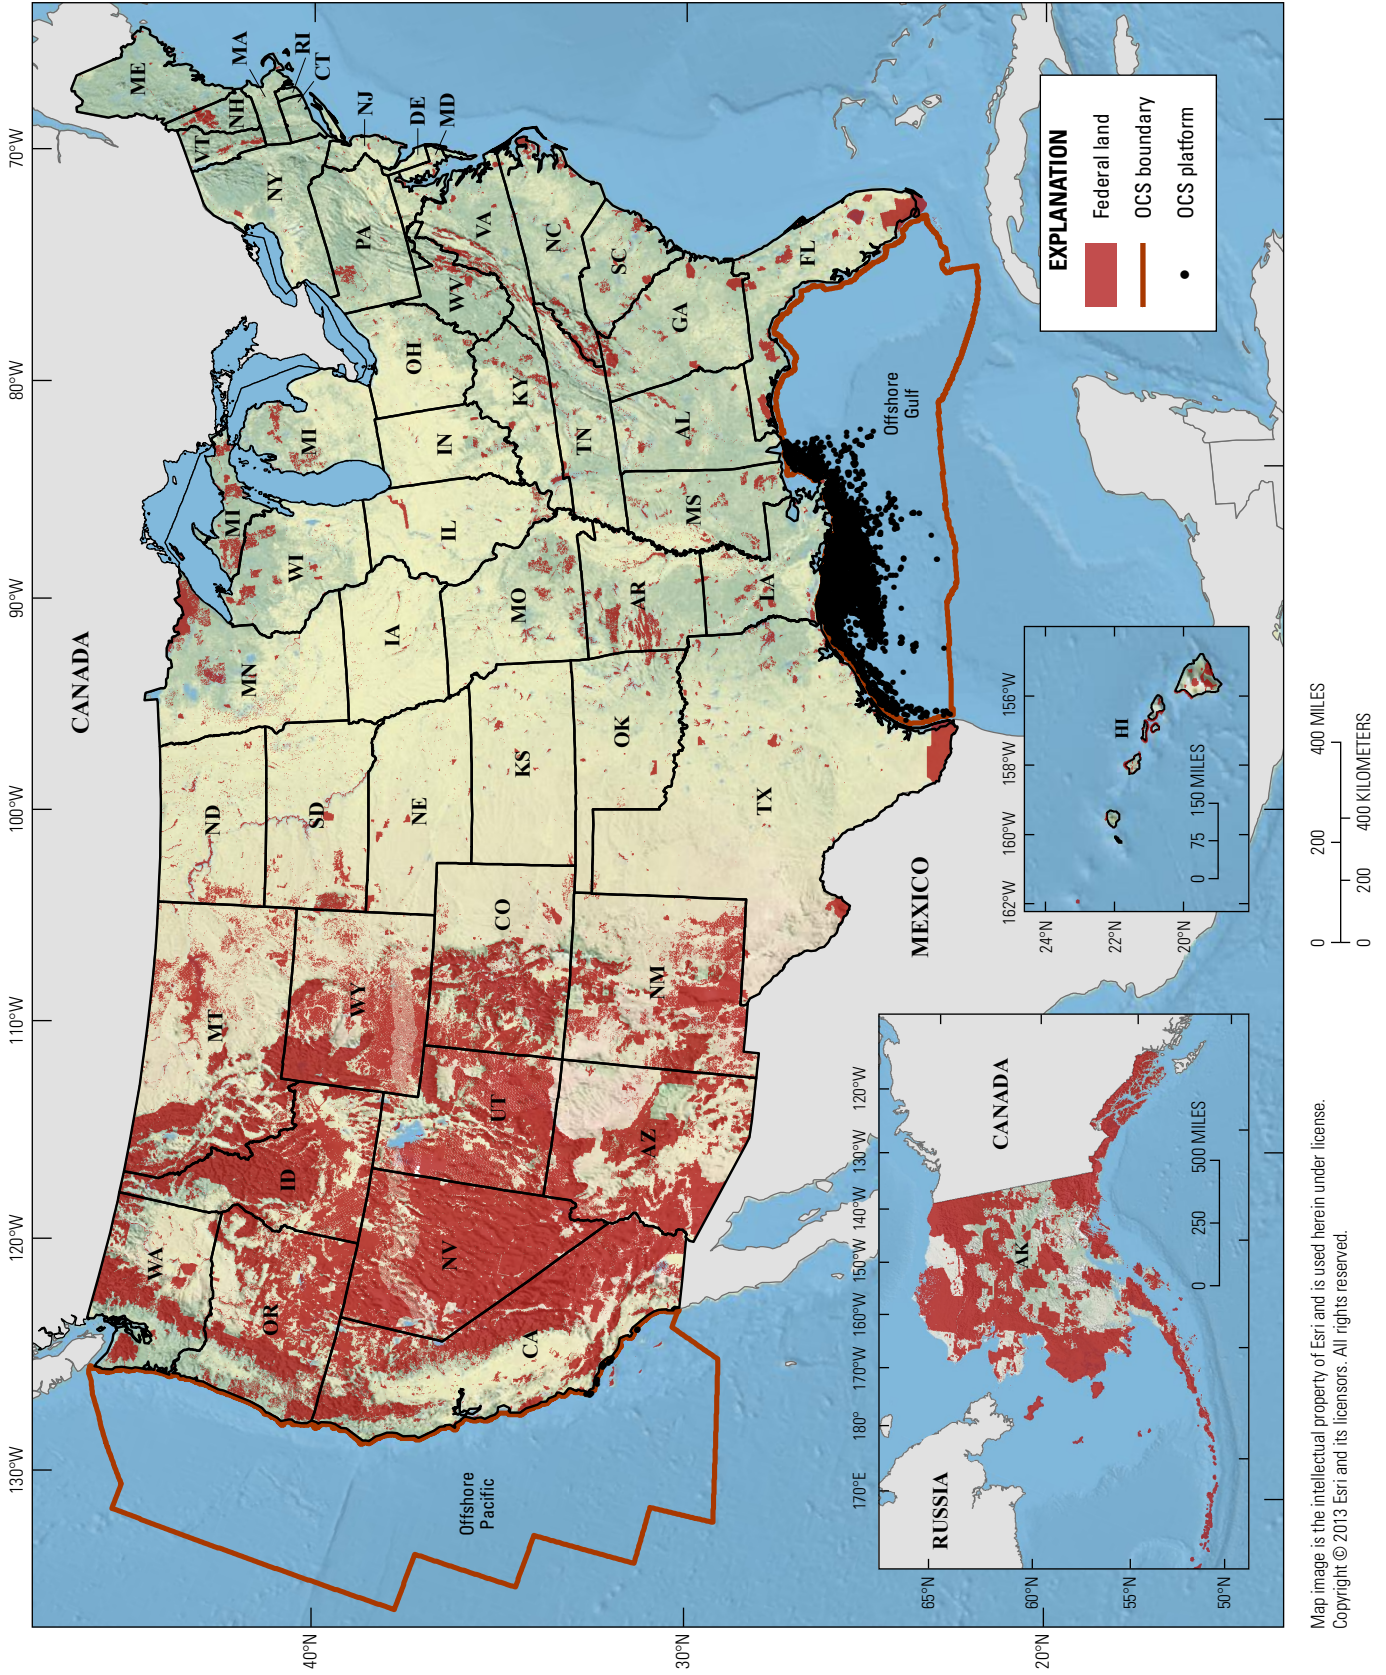 CANADA
130°W
120°W
110°W
100°W
90°W
80°W
70°W
40°N
30°N
20°N
WA
OR
CA
NV
ID
MT
WY
UT
AZ
CO
NM
ND
SD
NE
KS
OK
TX
MN
IA
MO
AR
LA
WI
IL
MI
MI
IN
OH
KY
TN
MS
AL
GA
FL
SC
NC
VA
WV
PA
NY
VT
NH
ME
MA
RI
CT
NJ
DE
MD
Offshore
Pacific
Offshore
Gulf
MEXICO
EXPLANATION
Federal land
OCS boundary
OCS platform
RUSSIA
CANADA
AK
170°E
180°
170°W
160°W
150°W
140°W
130°W
120°W
65°N
60°N
55°N
50°N
0 250 500 MILES
HI
162°W
160°W
158°W
156°W
24°N
22°N
20°N
0 75 150 MILES
0 200 400 MILES
0 200 400 KILOMETERS
Map image is the intellectual property of Esri and is used herein under license.
Copyright © 2013 Esri and its licensors. All rights reserved.